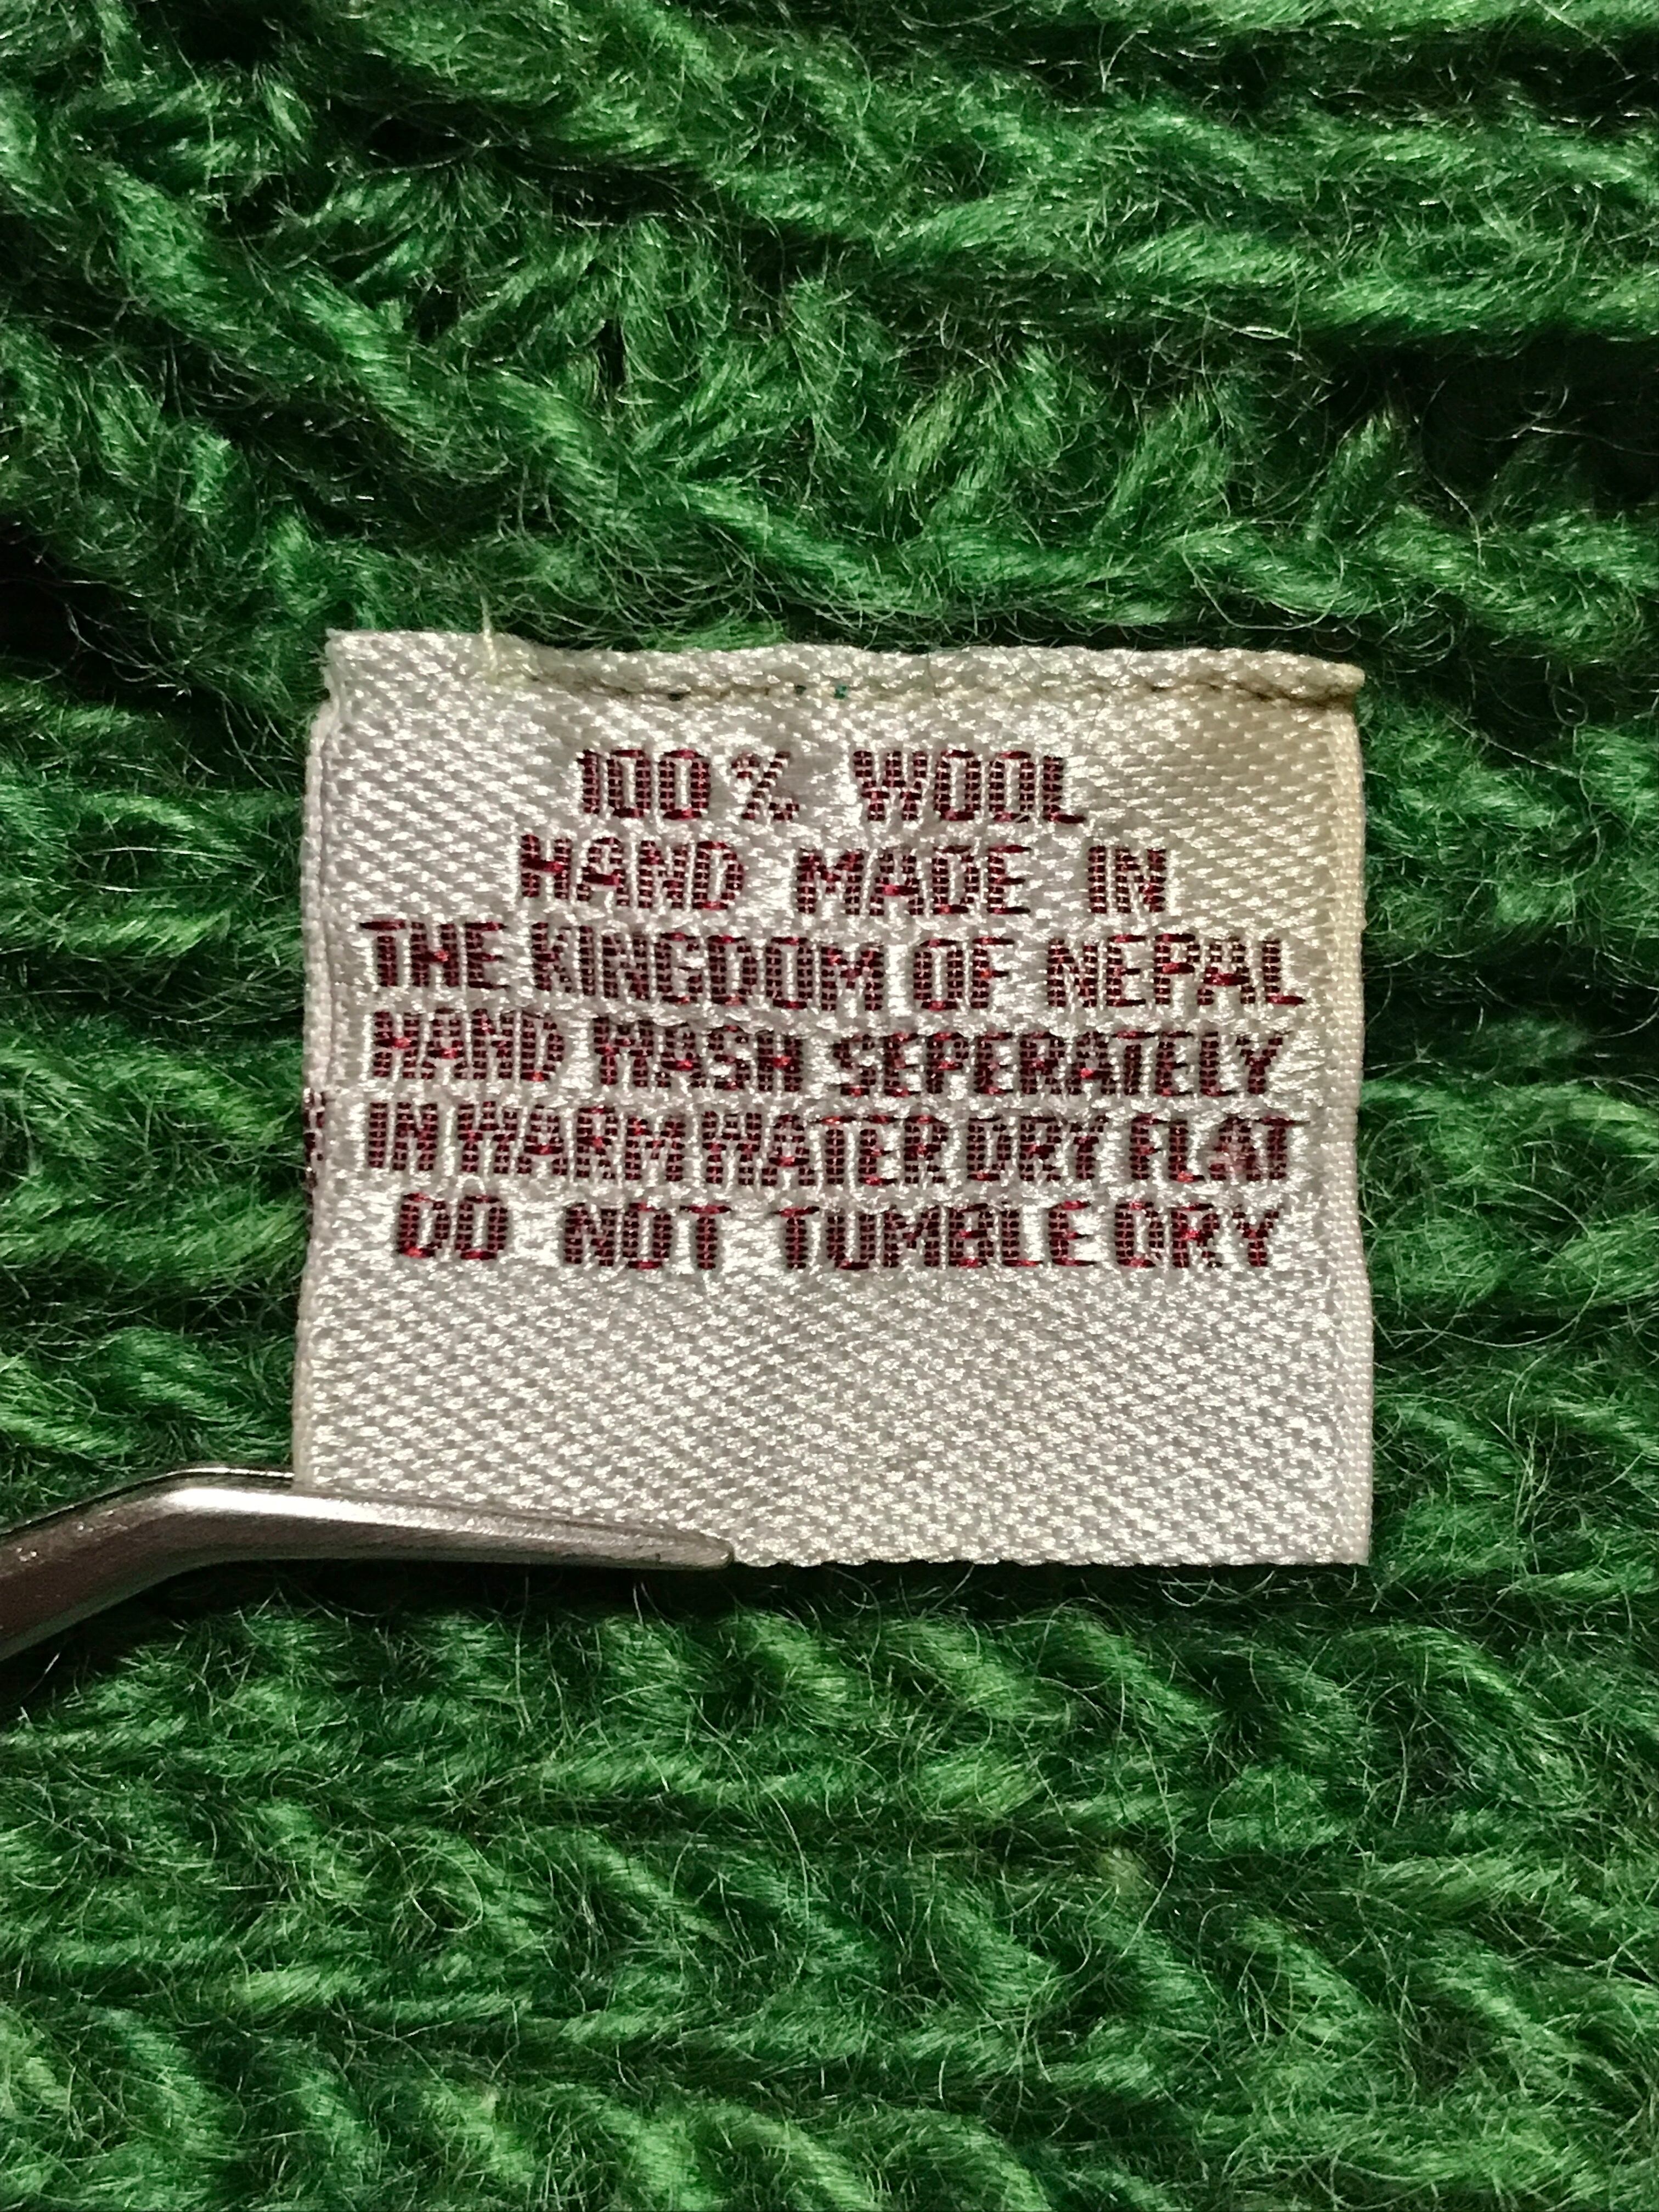 100% WOOL
HAND MADE IN
THE KINGDOM OF NEPAL
HAND WASH SEPERATELY
IN WARM WATER DRY FLAT
DO NOT TUMBLE DRY